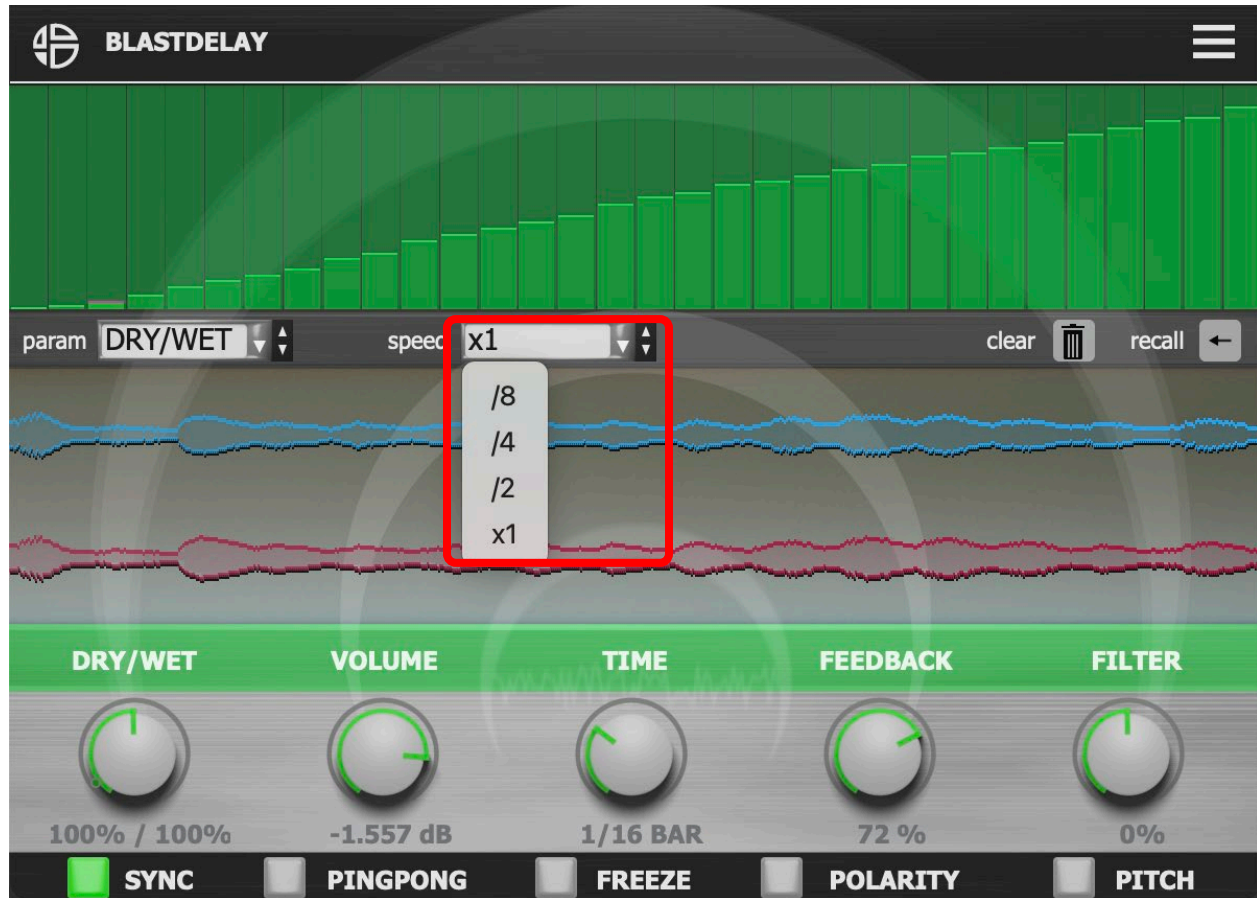 BLASTDELAY
param DRY/WET speed x1 clear recall
/8
/4
/2
x1
DRY/WET VOLUME TIME FEEDBACK FILTER
100% / 100% -1.557 dB 1/16 BAR 72 % 0%
SYNC PINGPONG FREEZE POLARITY PITCH